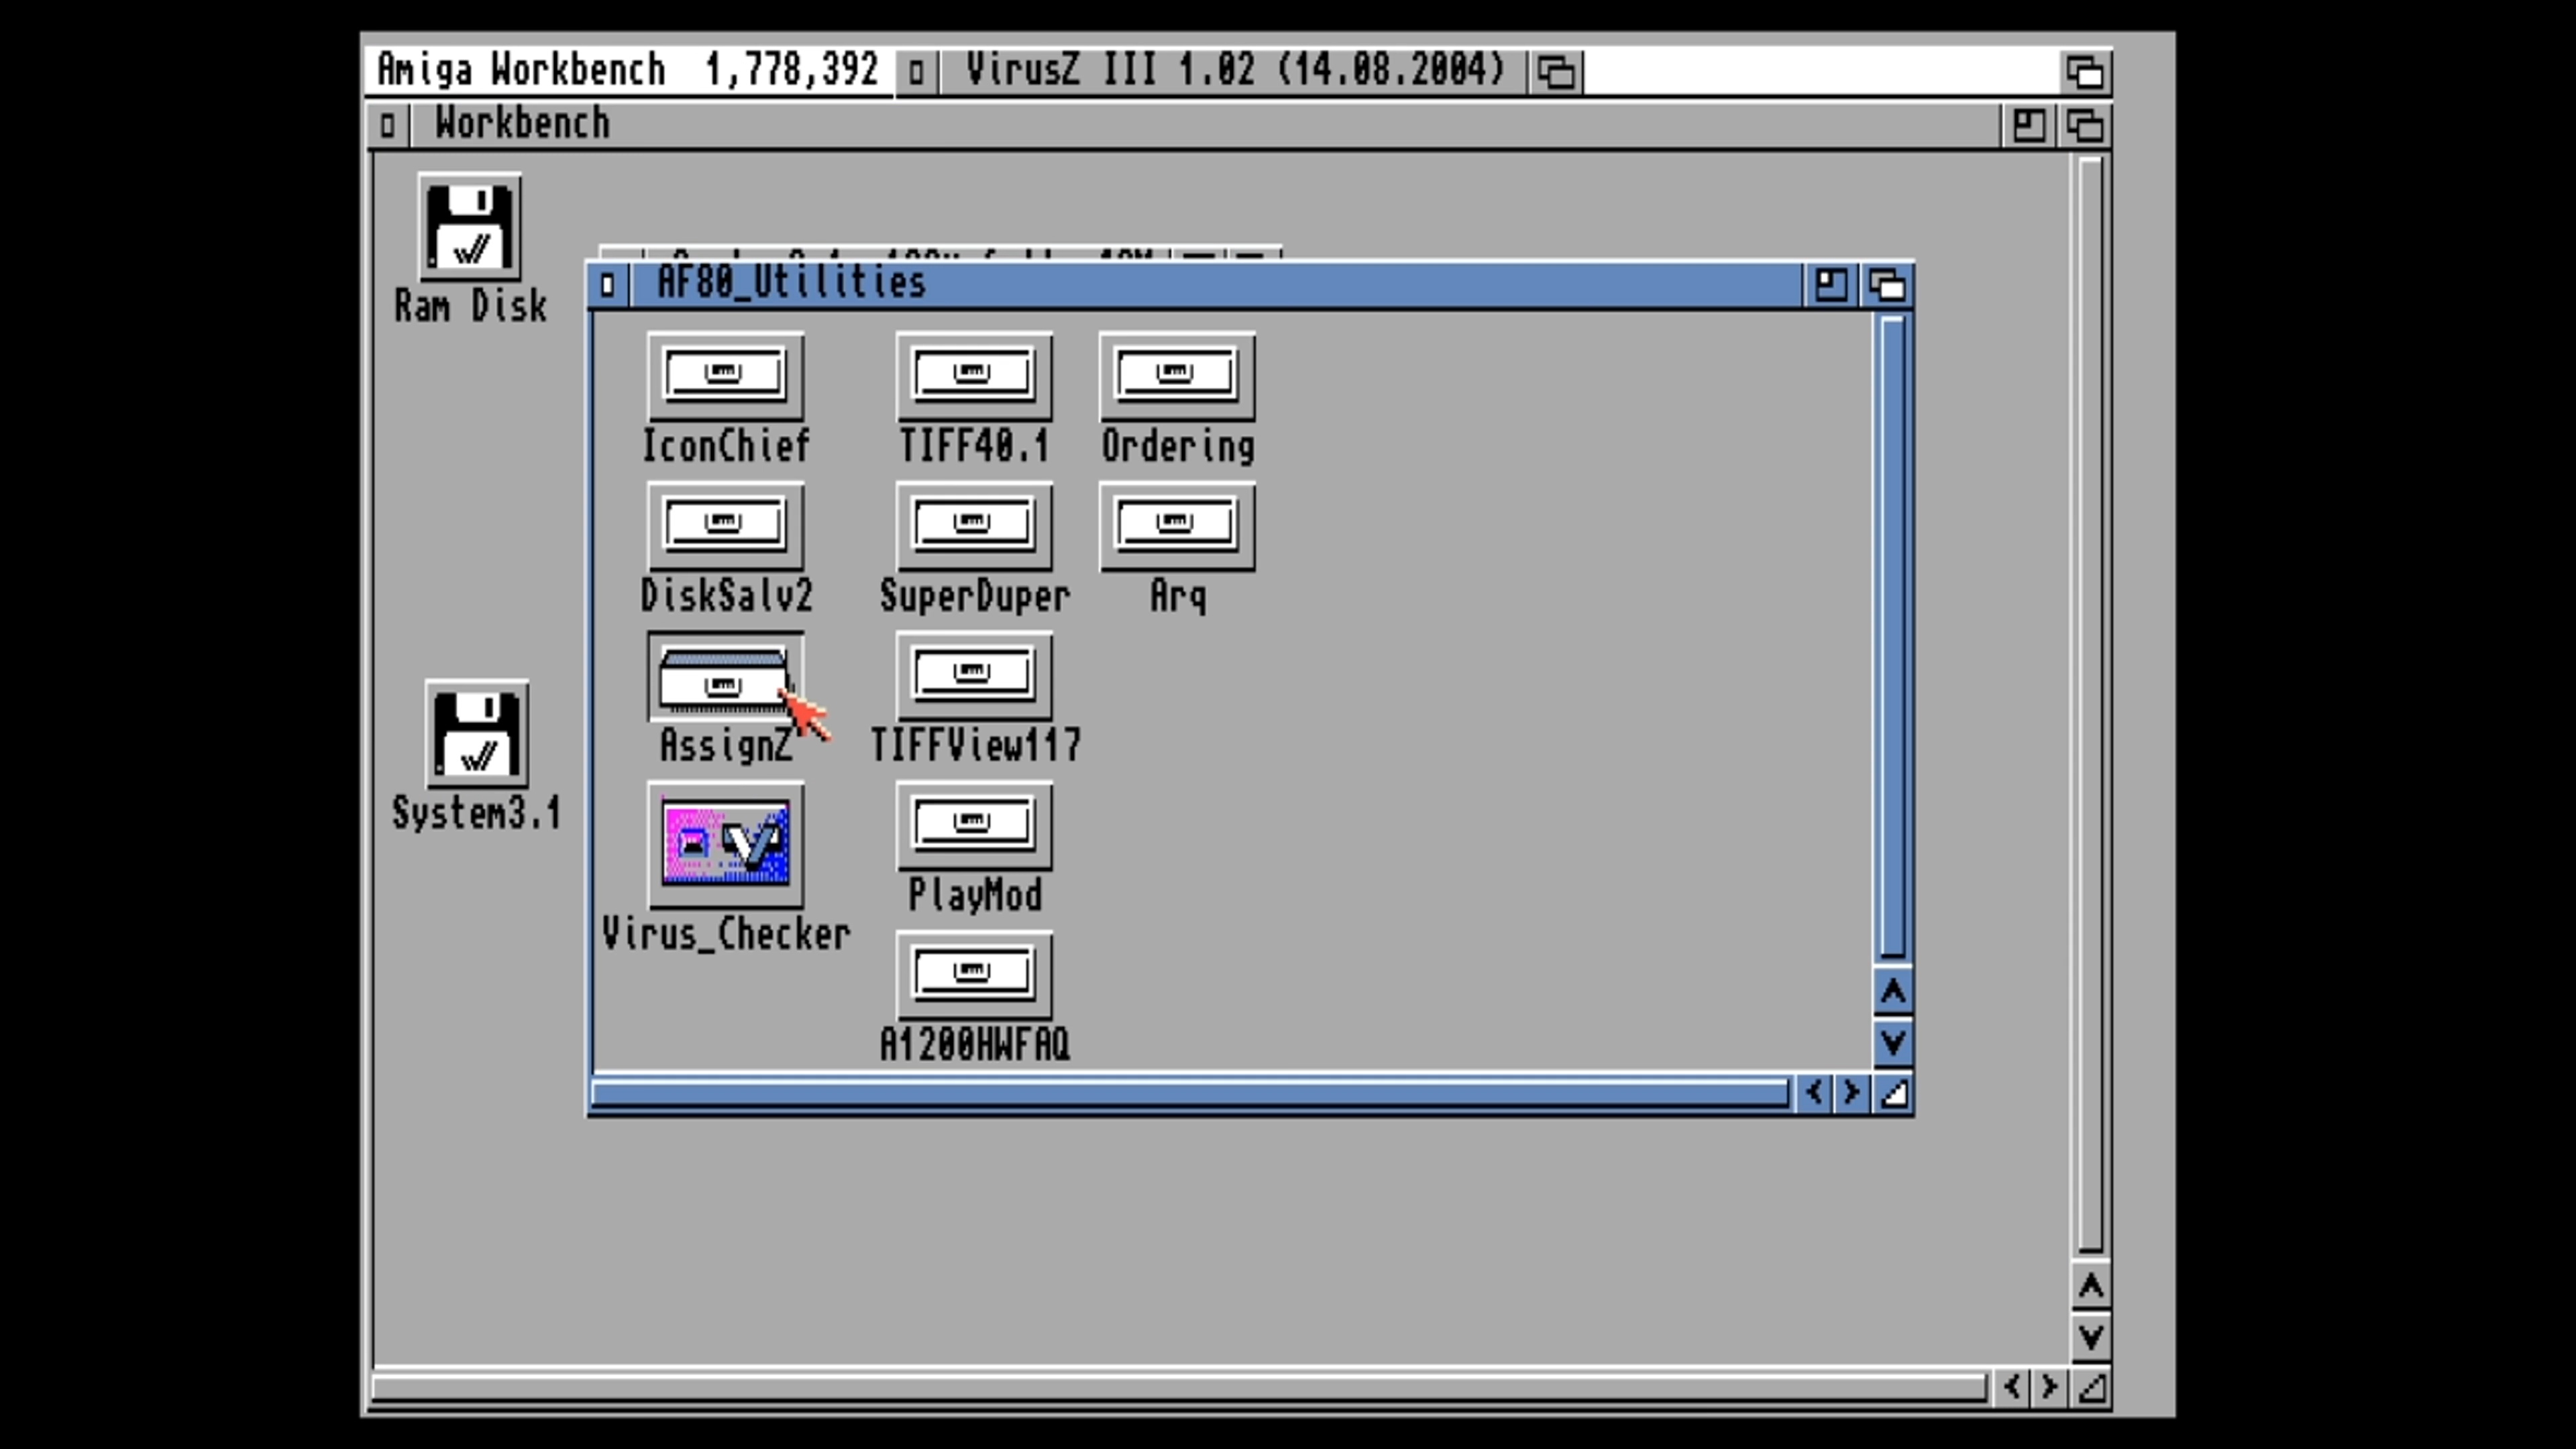 Amiga Workbench 1,778,392 VirusZ III 1.02 (14.08.2004)
Workbench
Ram Disk
AF80_Utilities
IconChief TIFF40.1 Ordering
DiskSalv2 SuperDuper Arq
AssignZ TIFFView117
System3.1
PlayMod
Virus_Checker
A1200HWFAQ